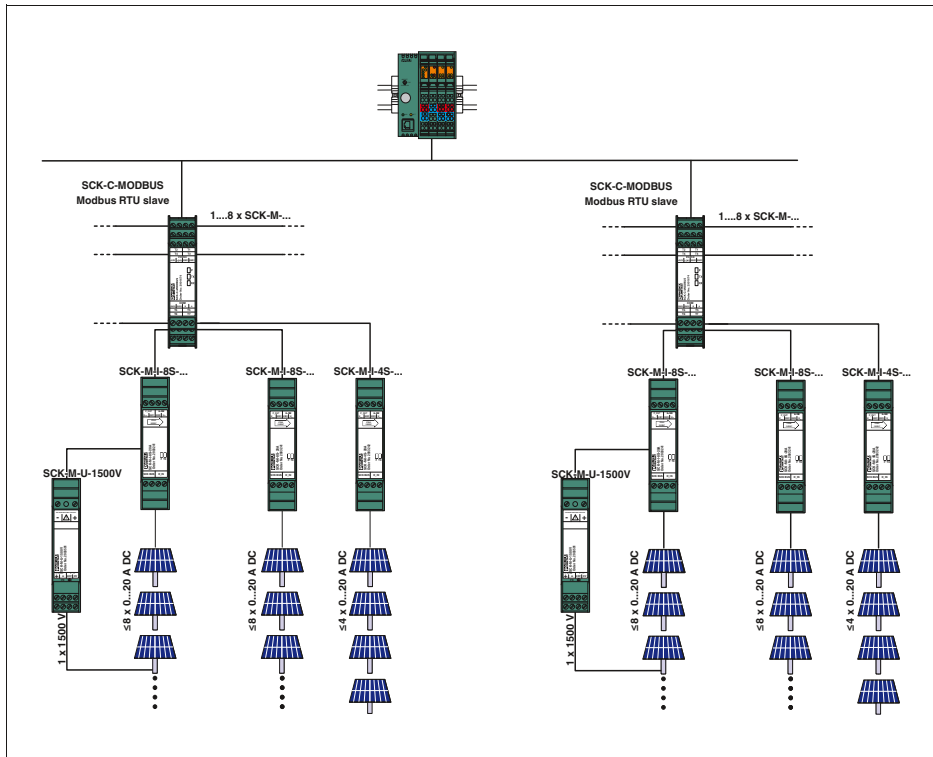 SCK-C-MODBUS
Modbus RTU slave
1....8 x SCK-M-...
SCK-M-I-8S-...
SCK-M-I-8S-...
SCK-M-I-4S-...
SCK-M-U-1500V
≤8 x 0...20 A DC
≤8 x 0...20 A DC
≤4 x 0...20 A DC
1 x 1500 V
SCK-C-MODBUS
Modbus RTU slave
1....8 x SCK-M-...
SCK-M-I-8S-...
SCK-M-I-8S-...
SCK-M-I-4S-...
SCK-M-U-1500V
≤8 x 0...20 A DC
≤8 x 0...20 A DC
≤4 x 0...20 A DC
1 x 1500 V